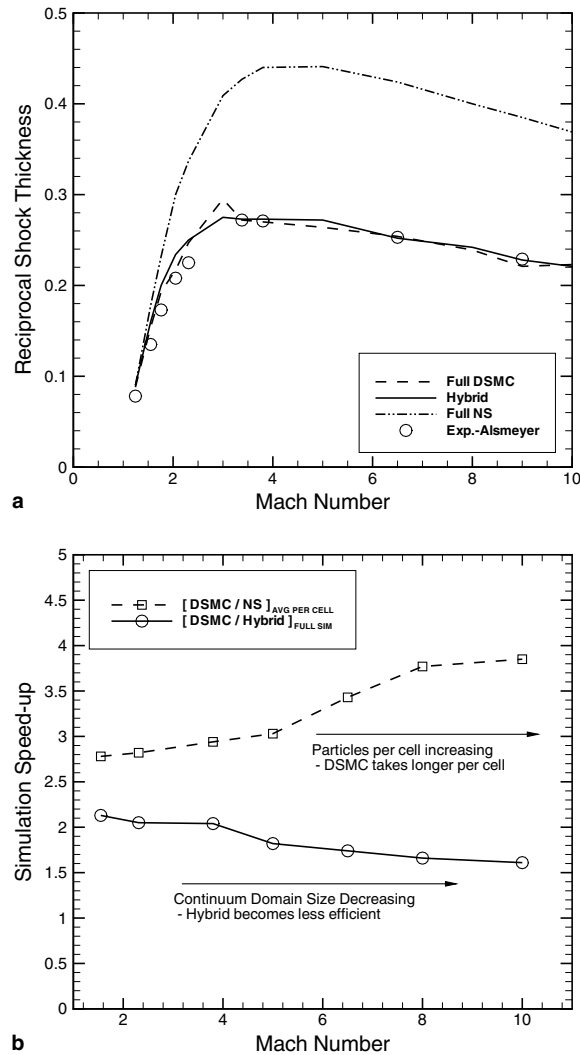 Reciprocal Shock Thickness
0.5
0.4
0.3
0.2
0.1
0
0 2 4 6 8 10
Mach Number
Full DSMC
Hybrid
Full NS
Exp.-Alsmeyer
a
Simulation Speed-up
5
4.5
4
3.5
3
2.5
2
1.5
1
0.5
0
2 4 6 8 10
Mach Number
[ DSMC / NS ]AVG PER CELL
[ DSMC / Hybrid ]FULL SIM
Particles per cell increasing
- DSMC takes longer per cell
Continuum Domain Size Decreasing
- Hybrid becomes less efficient
b